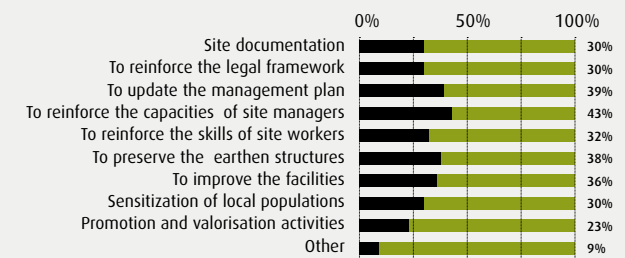 0% 50% 100%
Site documentation 30%
To reinforce the legal framework 30%
To update the management plan 39%
To reinforce the capacities of site managers 43%
To reinforce the skills of site workers 32%
To preserve the earthen structures 38%
To improve the facilities 36%
Sensitization of local populations 30%
Promotion and valorisation activities 23%
Other 9%